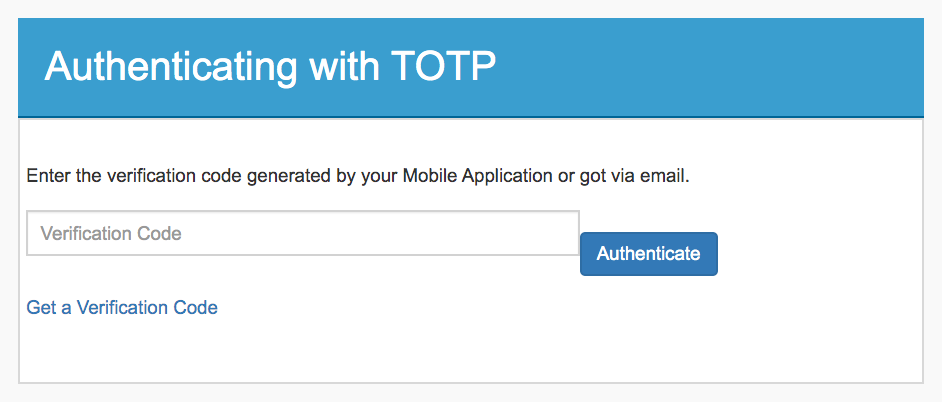 Authenticating with TOTP
Enter the verification code generated by your Mobile Application or got via email.
Verification Code
Authenticate
Get a Verification Code